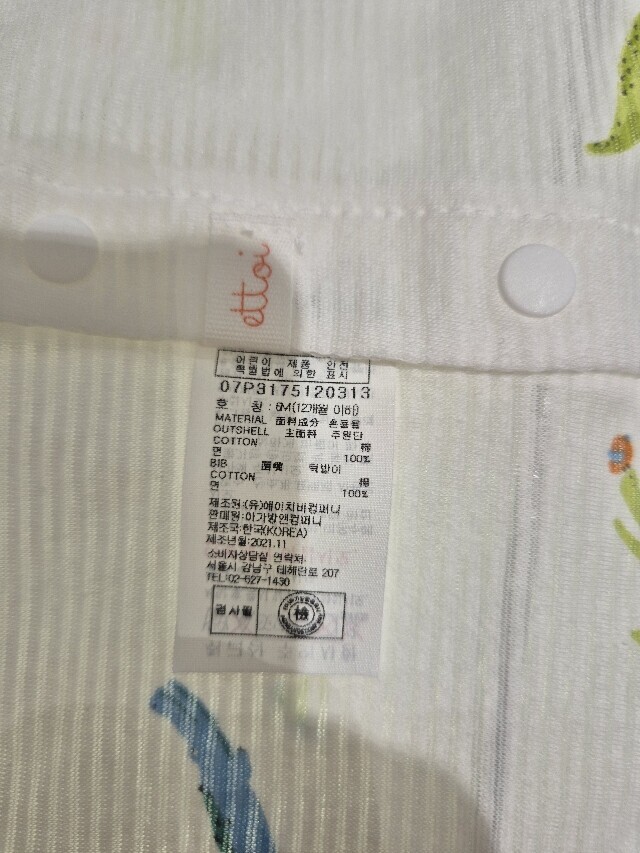 ettoi
어린이 제품 안전
특별법에 의한 표시
07P3175120313
호 칭 : 6M(12개월 이하)
MATERIAL 面料成分 혼용율
OUTSHELL 主面料 주원단
COTTON 棉
면 100%
BIB 턱받이
COTTON 棉
면 100%
제조원:(유)에이치비컴퍼니
판매원:아가방앤컴퍼니
제조국:한국(KOREA)
제조년월:2021.11
소비자상담실 연락처:
서울시 강남구 테헤란로 207
TEL:02-527-1430
검사필 檢